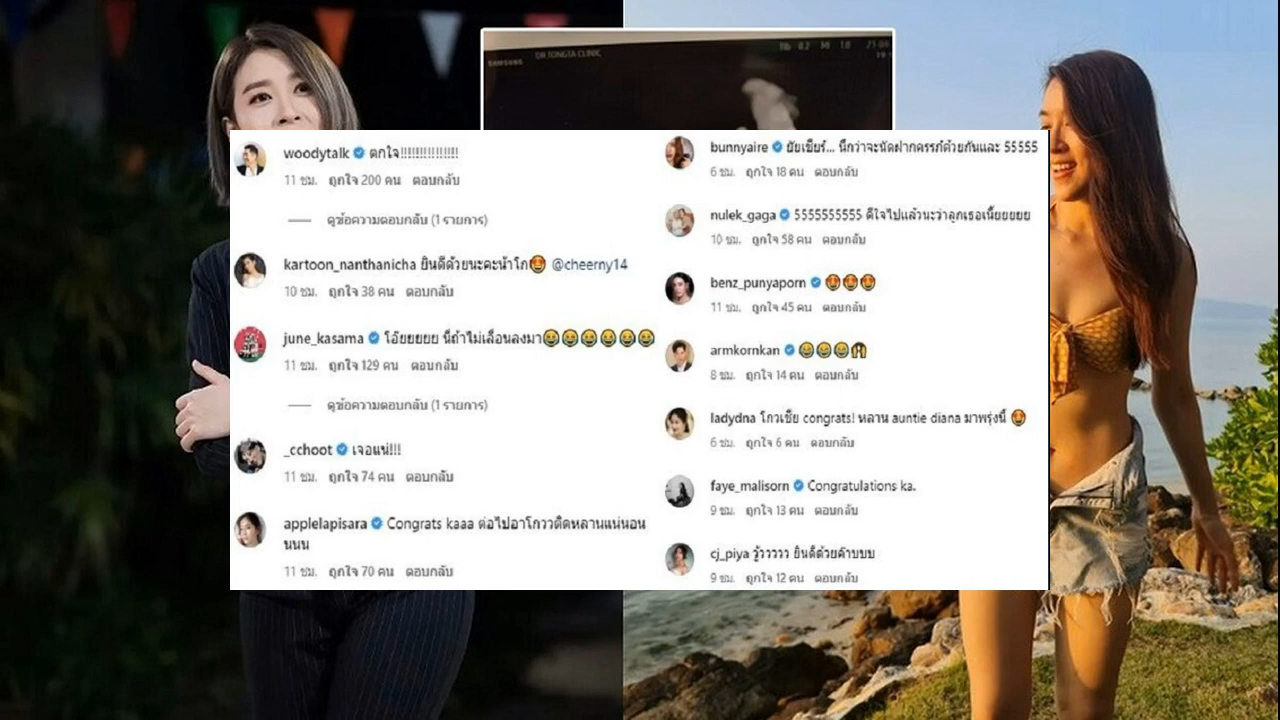 SAMSUNG
DR TONGTA CLINIC
TIb 0.2 MI 1.0
woodytalk ตกใจ!!!!!!!!!!!!!!
11 ชม. ถูกใจ 200 คน ตอบกลับ
ดูข้อความตอบกลับ (1 รายการ)
kartoon_nanthanicha ยินดีด้วยนะคะน้าโก😍 @cheerny14
10 ชม. ถูกใจ 38 คน ตอบกลับ
june_kasama โอ๊ยยยยย นี่ถ้าไม่เลื่อนลงมา😂😂😂😂😂😂
11 ชม. ถูกใจ 129 คน ตอบกลับ
ดูข้อความตอบกลับ (1 รายการ)
_cchoot เจอแน่!!!
11 ชม. ถูกใจ 74 คน ตอบกลับ
applelapisara Congrats kaaa ต่อไปอาโกววติดหลานแน่นอน
นนน
11 ชม. ถูกใจ 70 คน ตอบกลับ
bunnyaire ยัยเชียร์... นึกว่าจะนัดฝากครรภ์ด้วยกันและ 55555
6 ชม. ถูกใจ 18 คน ตอบกลับ
nulek_gaga 5555555555 ดีใจไปแล้วนะว่าลูกเธอเนี้ยยยยย
10 ชม. ถูกใจ 58 คน ตอบกลับ
benz_punyaporn 😍😍😍
11 ชม. ถูกใจ 45 คน ตอบกลับ
armkornkan 😂😂😂😱
8 ชม. ถูกใจ 14 คน ตอบกลับ
ladydna โกวเชีย congrats! หลาน auntie diana มาพรุ่งนี้ 😍
6 ชม. ถูกใจ 6 คน ตอบกลับ
faye_malisorn Congratulations ka.
9 ชม. ถูกใจ 13 คน ตอบกลับ
cj_piya วู้ววววว ยินดีด้วยค้าบบบ
9 ชม. ถูกใจ 12 คน ตอบกลับ